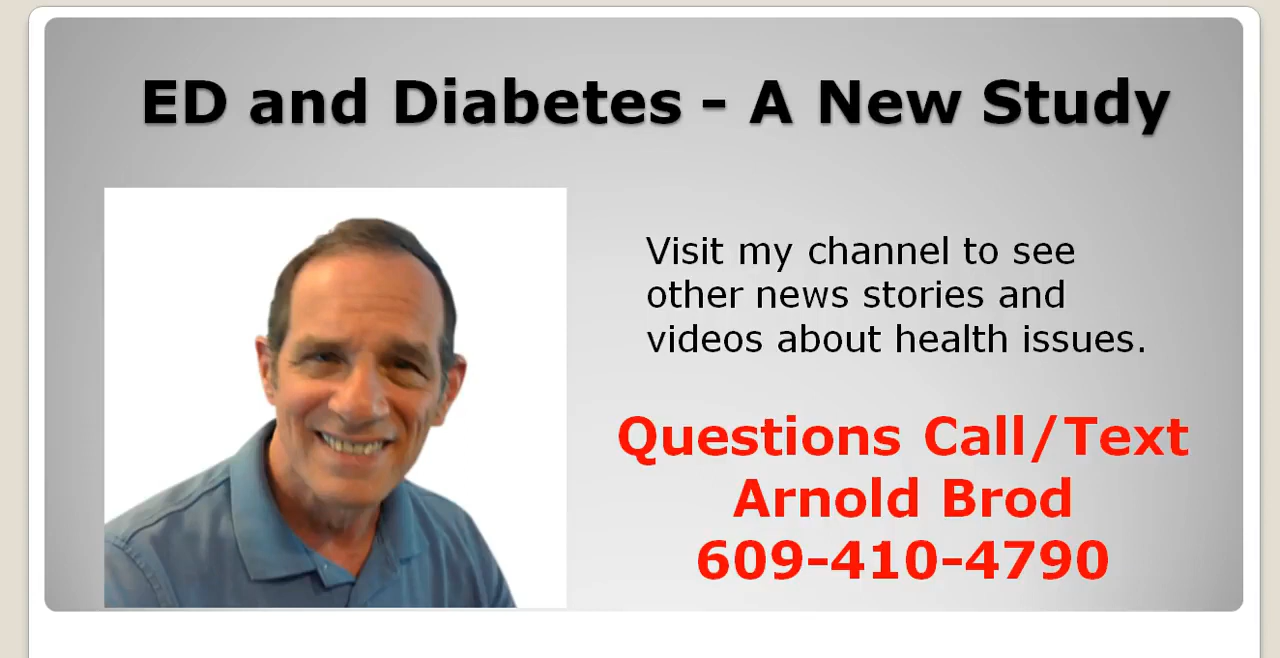 ED and Diabetes - A New Study
Visit my channel to see
other news stories and
videos about health issues.
Questions Call/Text
Arnold Brod
609-410-4790